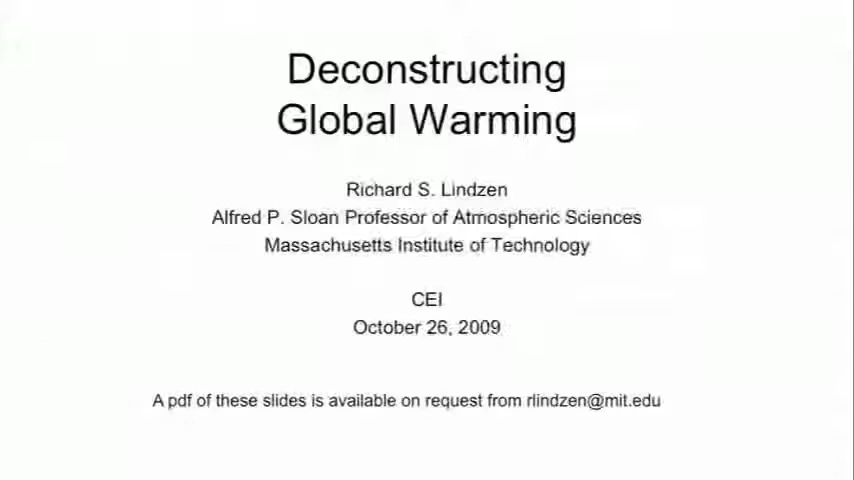 Deconstructing
Global Warming
Richard S. Lindzen
Alfred P. Sloan Professor of Atmospheric Sciences
Massachusetts Institute of Technology
CEI
October 26, 2009
A pdf of these slides is available on request from rlindzen@mit.edu